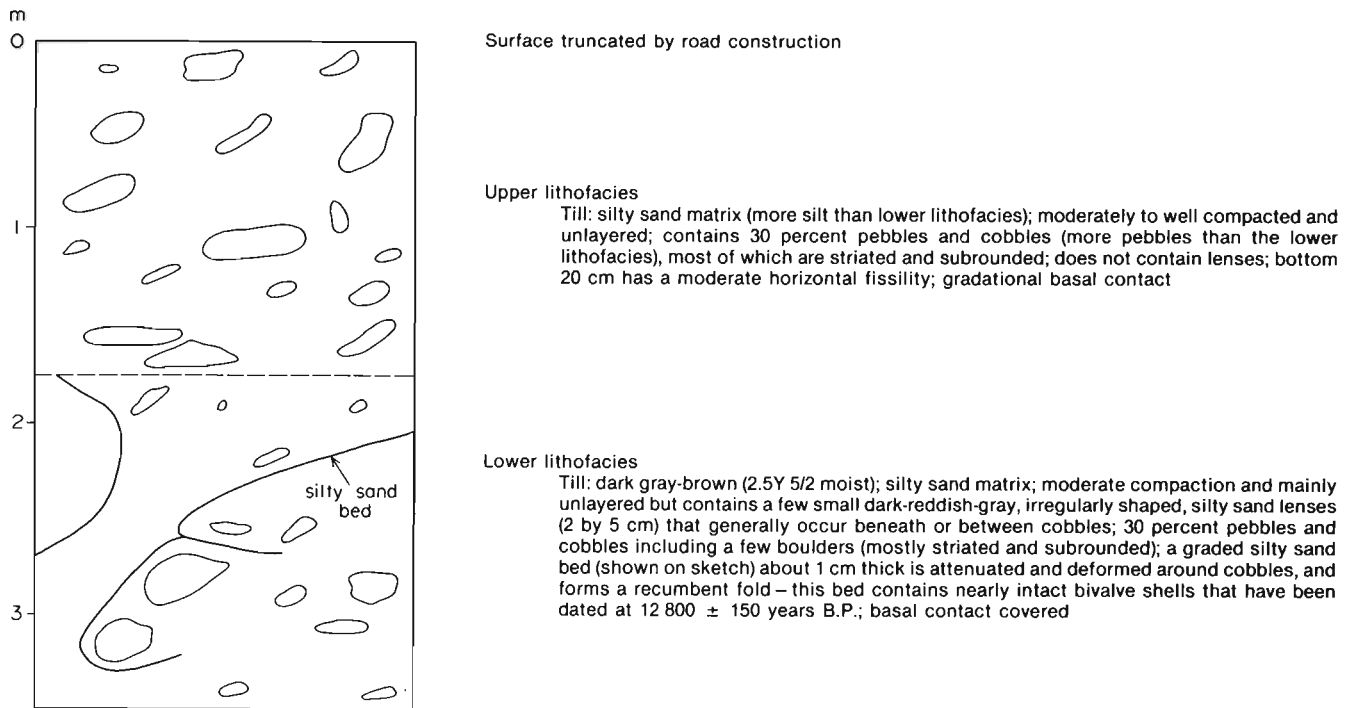 m
0
Surface truncated by road construction
Upper lithofacies
Till: silty sand matrix (more silt than lower lithofacies); moderately to well compacted and
unlayered; contains 30 percent pebbles and cobbles (more pebbles than the lower
lithofacies), most of which are striated and subrounded; does not contain lenses; bottom
20 cm has a moderate horizontal fissility; gradational basal contact
1
2
silty sand
bed
Lower lithofacies
Till: dark gray-brown (2.5Y 5/2 moist); silty sand matrix; moderate compaction and mainly
unlayered but contains a few small dark-reddish-gray, irregularly shaped, silty sand lenses
(2 by 5 cm) that generally occur beneath or between cobbles; 30 percent pebbles and
cobbles including a few boulders (mostly striated and subrounded); a graded silty sand
bed (shown on sketch) about 1 cm thick is attenuated and deformed around cobbles, and
forms a recumbent fold – this bed contains nearly intact bivalve shells that have been
dated at 12 800 ± 150 years B.P.; basal contact covered
3